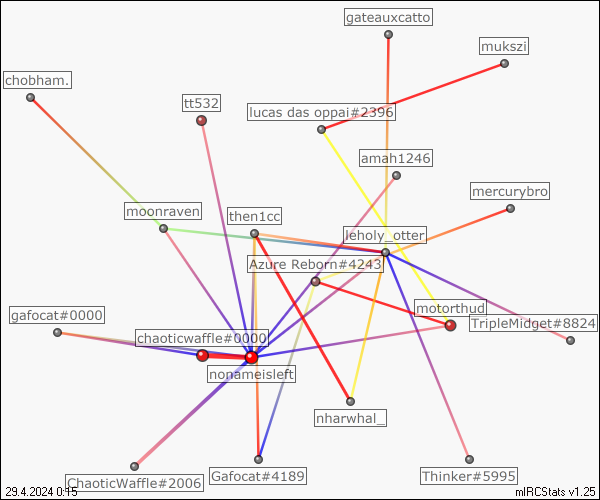 gateauxcatto
mukszi
chobham.
tt532
lucas das oppai#2396
amah1246
mercurybro
moonraven
then1cc
leholy_otter
Azure Reborn#4243
gafocat#0000
motorthud
TripleMidget#8824
chaoticwaffle#0000
nonameisleft
nharwhal_
ChaoticWaffle#2006
Gafocat#4189
Thinker#5995
29.4.2024 0:15
mIRCStats v1.25